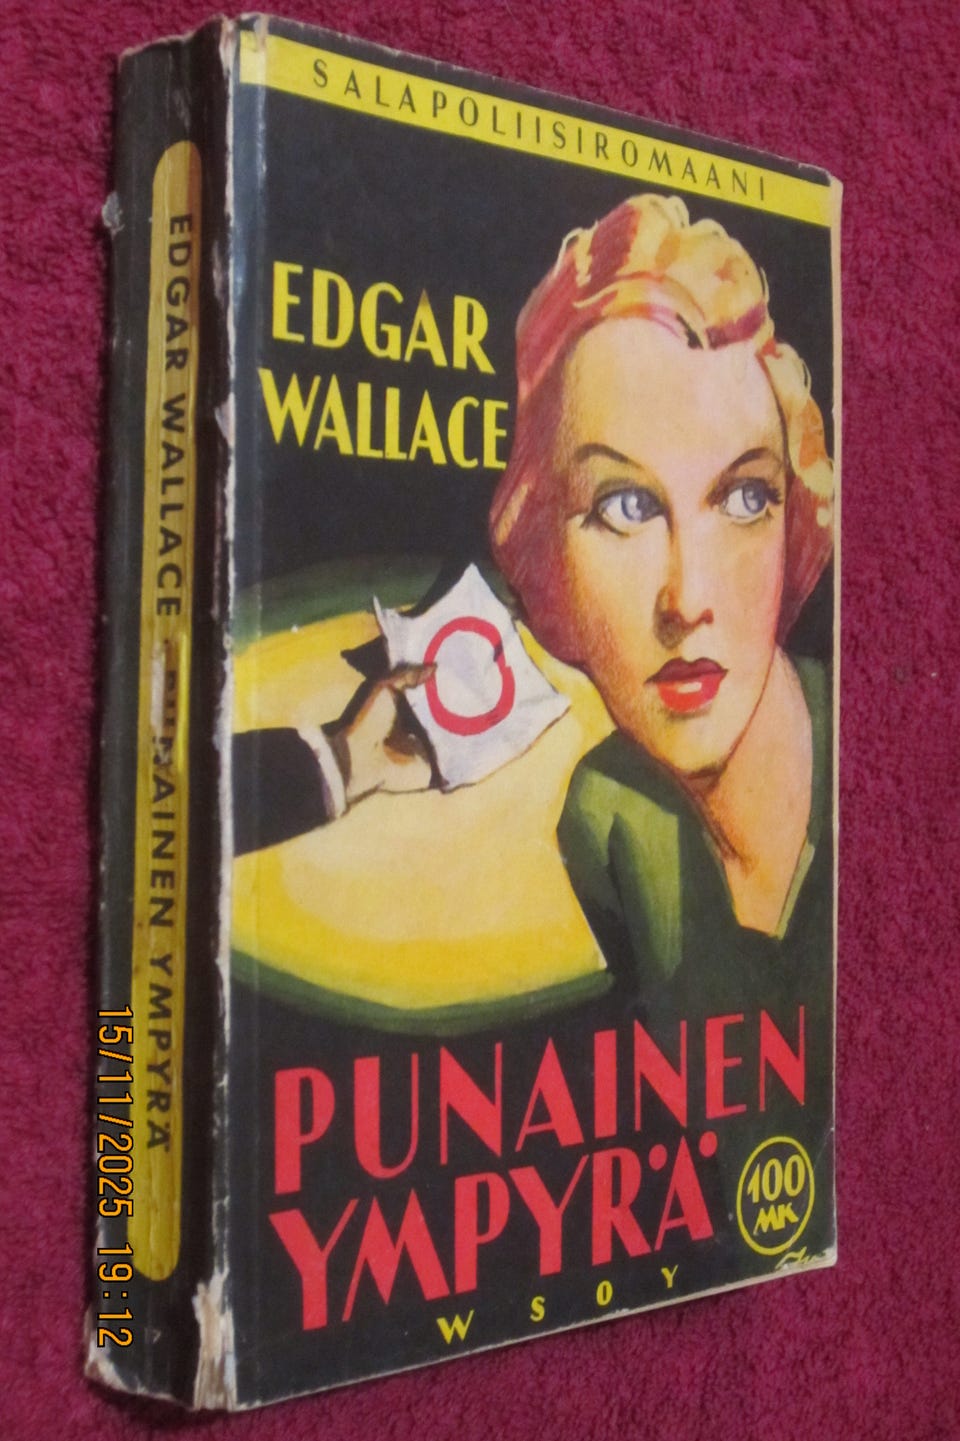 SALAPOLIISIROMAANI
EDGAR
WALLACE
PUNAINEN
YMPYRÄ
100
MK
WSOY
EDGAR WALLACE · PUNAINEN YMPYRÄ
15/11/2025 19:12